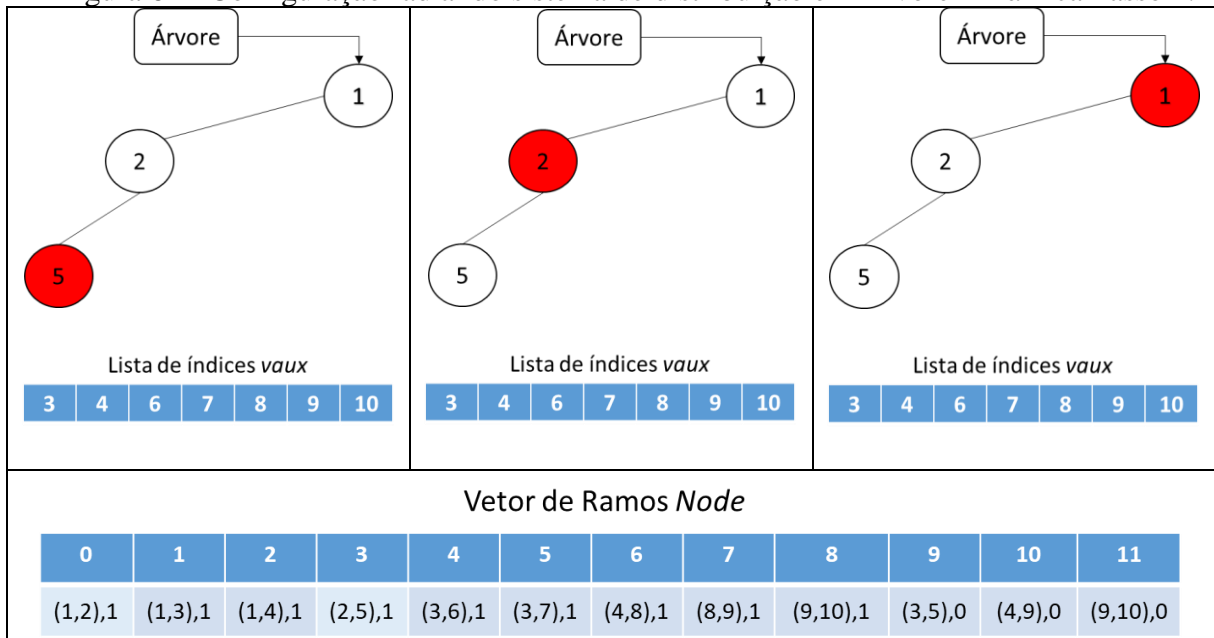 Árvore
1
2
5
Lista de índices vaux
3 4 6 7 8 9 10
Árvore
1
2
5
Lista de índices vaux
3 4 6 7 8 9 10
Árvore
1
2
5
Lista de índices vaux
3 4 6 7 8 9 10
Vetor de Ramos Node
0 1 2 3 4 5 6 7 8 9 10 11
(1,2),1 (1,3),1 (1,4),1 (2,5),1 (3,6),1 (3,7),1 (4,8),1 (8,9),1 (9,10),1 (3,5),0 (4,9),0 (9,10),0